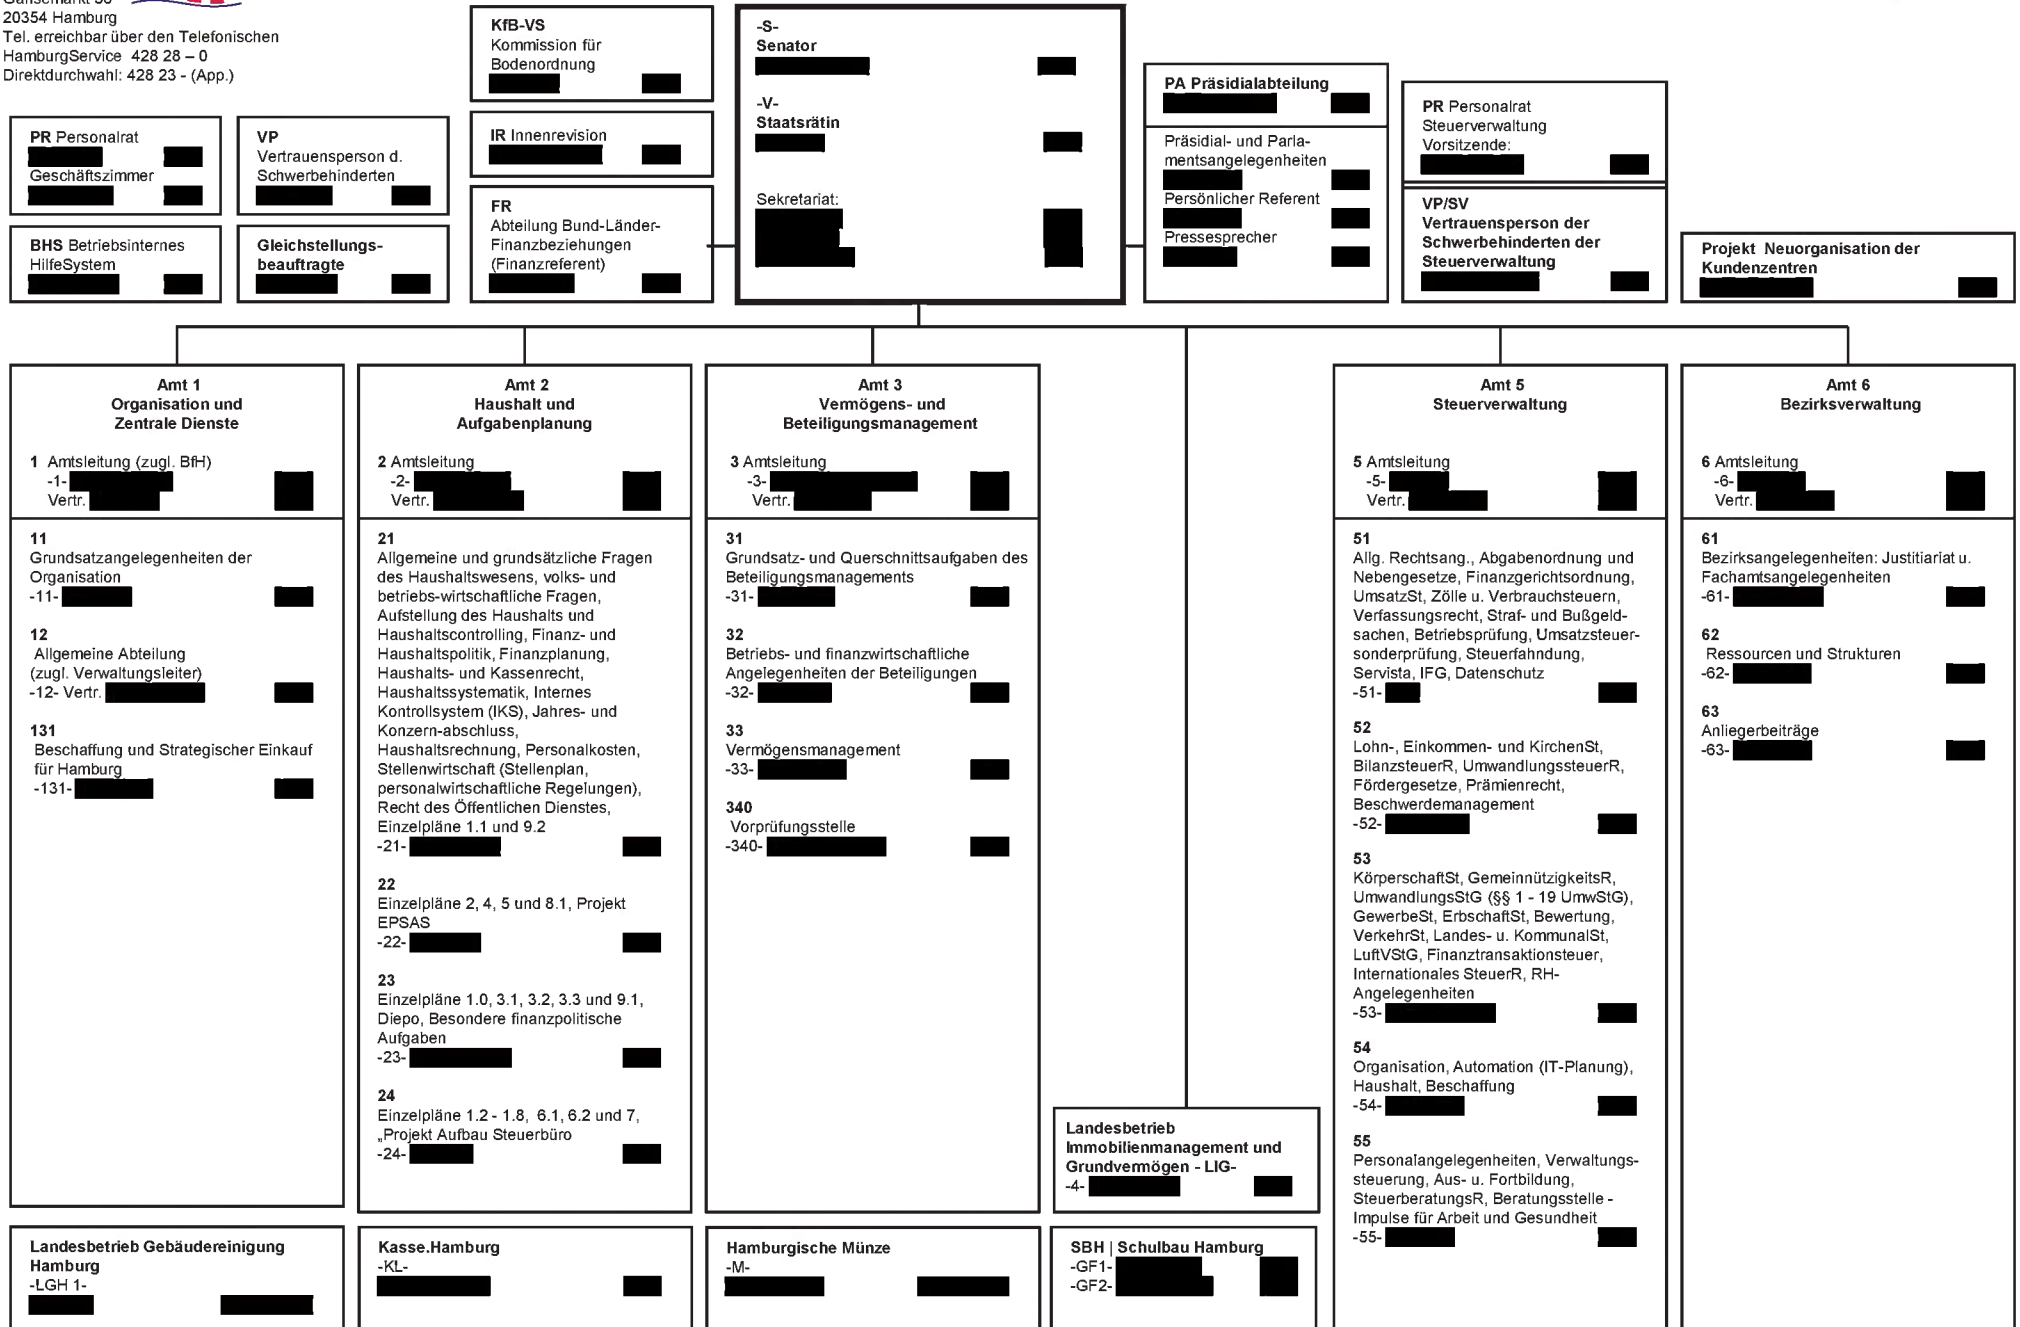 20354 Hamburg
Tel. erreichbar über den Telefonischen
HamburgService 428 28 – 0
Direktdurchwahl: 428 23 - (App.)
PR Personalrat
Geschäftszimmer
VP
Vertrauensperson d.
Schwerbehinderten
BHS Betriebsinternes
HilfeSystem
Gleichstellungs-
beauftragte
KfB-VS
Kommission für
Bodenordnung
IR Innenrevision
FR
Abteilung Bund-Länder-
Finanzbeziehungen
(Finanzreferent)
-S-
Senator
-V-
Staatsrätin
Sekretariat:
PA Präsidialabteilung
Präsidial- und Parla-
mentsangelegenheiten
Persönlicher Referent
Pressesprecher
PR Personalrat
Steuerverwaltung
Vorsitzende:
VP/SV
Vertrauensperson der
Schwerbehinderten der
Steuerverwaltung
Projekt Neuorganisation der
Kundenzentren
Amt 1
Organisation und
Zentrale Dienste
1 Amtsleitung (zugl. BfH)
-1-
Vertr.
11
Grundsatzangelegenheiten der
Organisation
-11-
12
Allgemeine Abteilung
(zugl. Verwaltungsleiter)
-12- Vertr.
131
Beschaffung und Strategischer Einkauf
für Hamburg
-131-
Amt 2
Haushalt und
Aufgabenplanung
2 Amtsleitung
-2-
Vertr.
21
Allgemeine und grundsätzliche Fragen
des Haushaltswesens, volks- und
betriebs-wirtschaftliche Fragen,
Aufstellung des Haushalts und
Haushaltscontrolling, Finanz- und
Haushaltspolitik, Finanzplanung,
Haushalts- und Kassenrecht,
Haushaltssystematik, Internes
Kontrollsystem (IKS), Jahres- und
Konzern-abschluss,
Haushaltsrechnung, Personalkosten,
Stellenwirtschaft (Stellenplan,
personalwirtschaftliche Regelungen),
Recht des Öffentlichen Dienstes,
Einzelpläne 1.1 und 9.2
-21-
22
Einzelpläne 2, 4, 5 und 8.1, Projekt
EPSAS
-22-
23
Einzelpläne 1.0, 3.1, 3.2, 3.3 und 9.1,
Diepo, Besondere finanzpolitische
Aufgaben
-23-
24
Einzelpläne 1.2 - 1.8, 6.1, 6.2 und 7,
„Projekt Aufbau Steuerbüro
-24-
Amt 3
Vermögens- und
Beteiligungsmanagement
3 Amtsleitung
-3-
Vertr.
31
Grundsatz- und Querschnittsaufgaben des
Beteiligungsmanagements
-31-
32
Betriebs- und finanzwirtschaftliche
Angelegenheiten der Beteiligungen
-32-
33
Vermögensmanagement
-33-
340
Vorprüfungsstelle
-340-
Landesbetrieb
Immobilienmanagement und
Grundvermögen - LIG-
-4-
Amt 5
Steuerverwaltung
5 Amtsleitung
-5-
Vertr.
51
Allg. Rechtsang., Abgabenordnung und
Nebengesetze, Finanzgerichtsordnung,
UmsatzSt, Zölle u. Verbrauchsteuern,
Verfassungsrecht, Straf- und Bußgeld-
sachen, Betriebsprüfung, Umsatzsteuer-
sonderprüfung, Steuerfahndung,
Servista, IFG, Datenschutz
-51-
52
Lohn-, Einkommen- und KirchenSt,
BilanzsteuerR, UmwandlungssteuerR,
Fördergesetze, Prämienrecht,
Beschwerdemanagement
-52-
53
KörperschaftSt, GemeinnützigkeitsR,
UmwandlungsStG (§§ 1 - 19 UmwStG),
GewerbeSt, ErbschaftSt, Bewertung,
VerkehrSt, Landes- u. KommunalSt,
LuftVStG, Finanztransaktionsteuer,
Internationales SteuerR, RH-
Angelegenheiten
-53-
54
Organisation, Automation (IT-Planung),
Haushalt, Beschaffung
-54-
55
Personalangelegenheiten, Verwaltungs-
steuerung, Aus- u. Fortbildung,
SteuerberatungsR, Beratungsstelle -
Impulse für Arbeit und Gesundheit
-55-
Amt 6
Bezirksverwaltung
6 Amtsleitung
-6-
Vertr.
61
Bezirksangelegenheiten: Justitiariat u.
Fachamtsangelegenheiten
-61-
62
Ressourcen und Strukturen
-62-
63
Anliegerbeiträge
-63-
Landesbetrieb Gebäudereinigung
Hamburg
-LGH 1-
Kasse.Hamburg
-KL-
Hamburgische Münze
-M-
SBH | Schulbau Hamburg
-GF1-
-GF2-